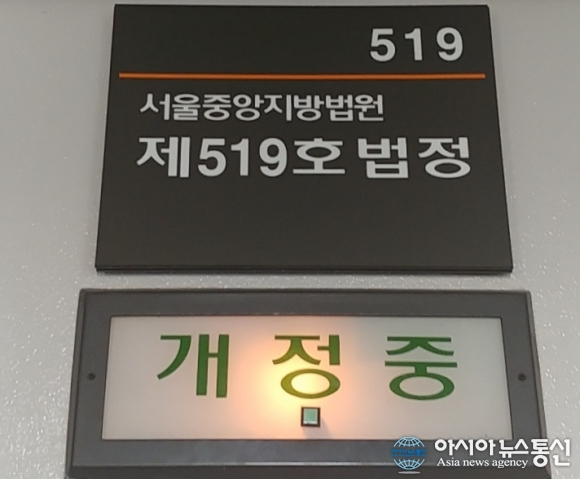 519
서울중앙지방법원
제519호 법정
개정중
아시아뉴스통신
Asia news agency